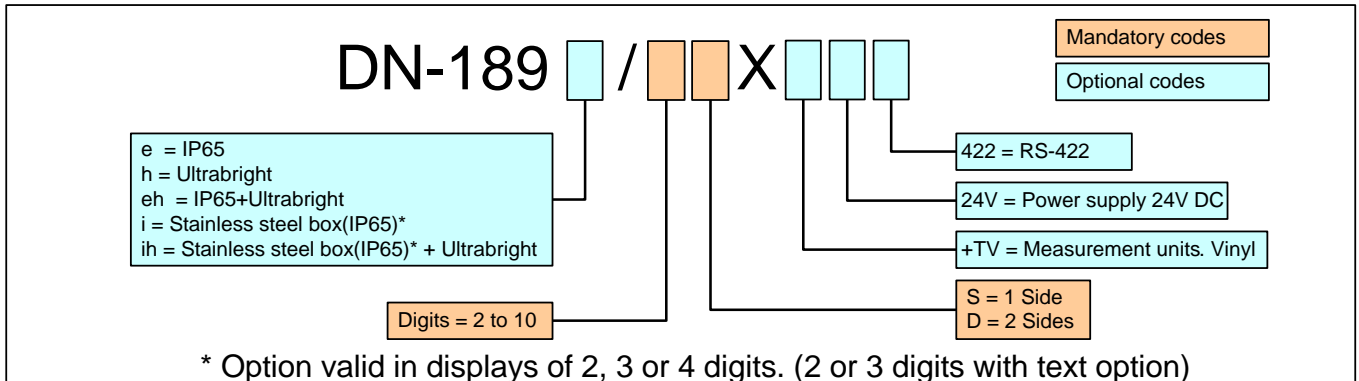 DN-189 / X
Mandatory codes
Optional codes
e = IP65
h = Ultrabright
eh = IP65+Ultrabright
i = Stainless steel box(IP65)*
ih = Stainless steel box(IP65)* + Ultrabright
422 = RS-422
24V = Power supply 24V DC
+TV = Measurement units. Vinyl
Digits = 2 to 10
S = 1 Side
D = 2 Sides
* Option valid in displays of 2, 3 or 4 digits. (2 or 3 digits with text option)